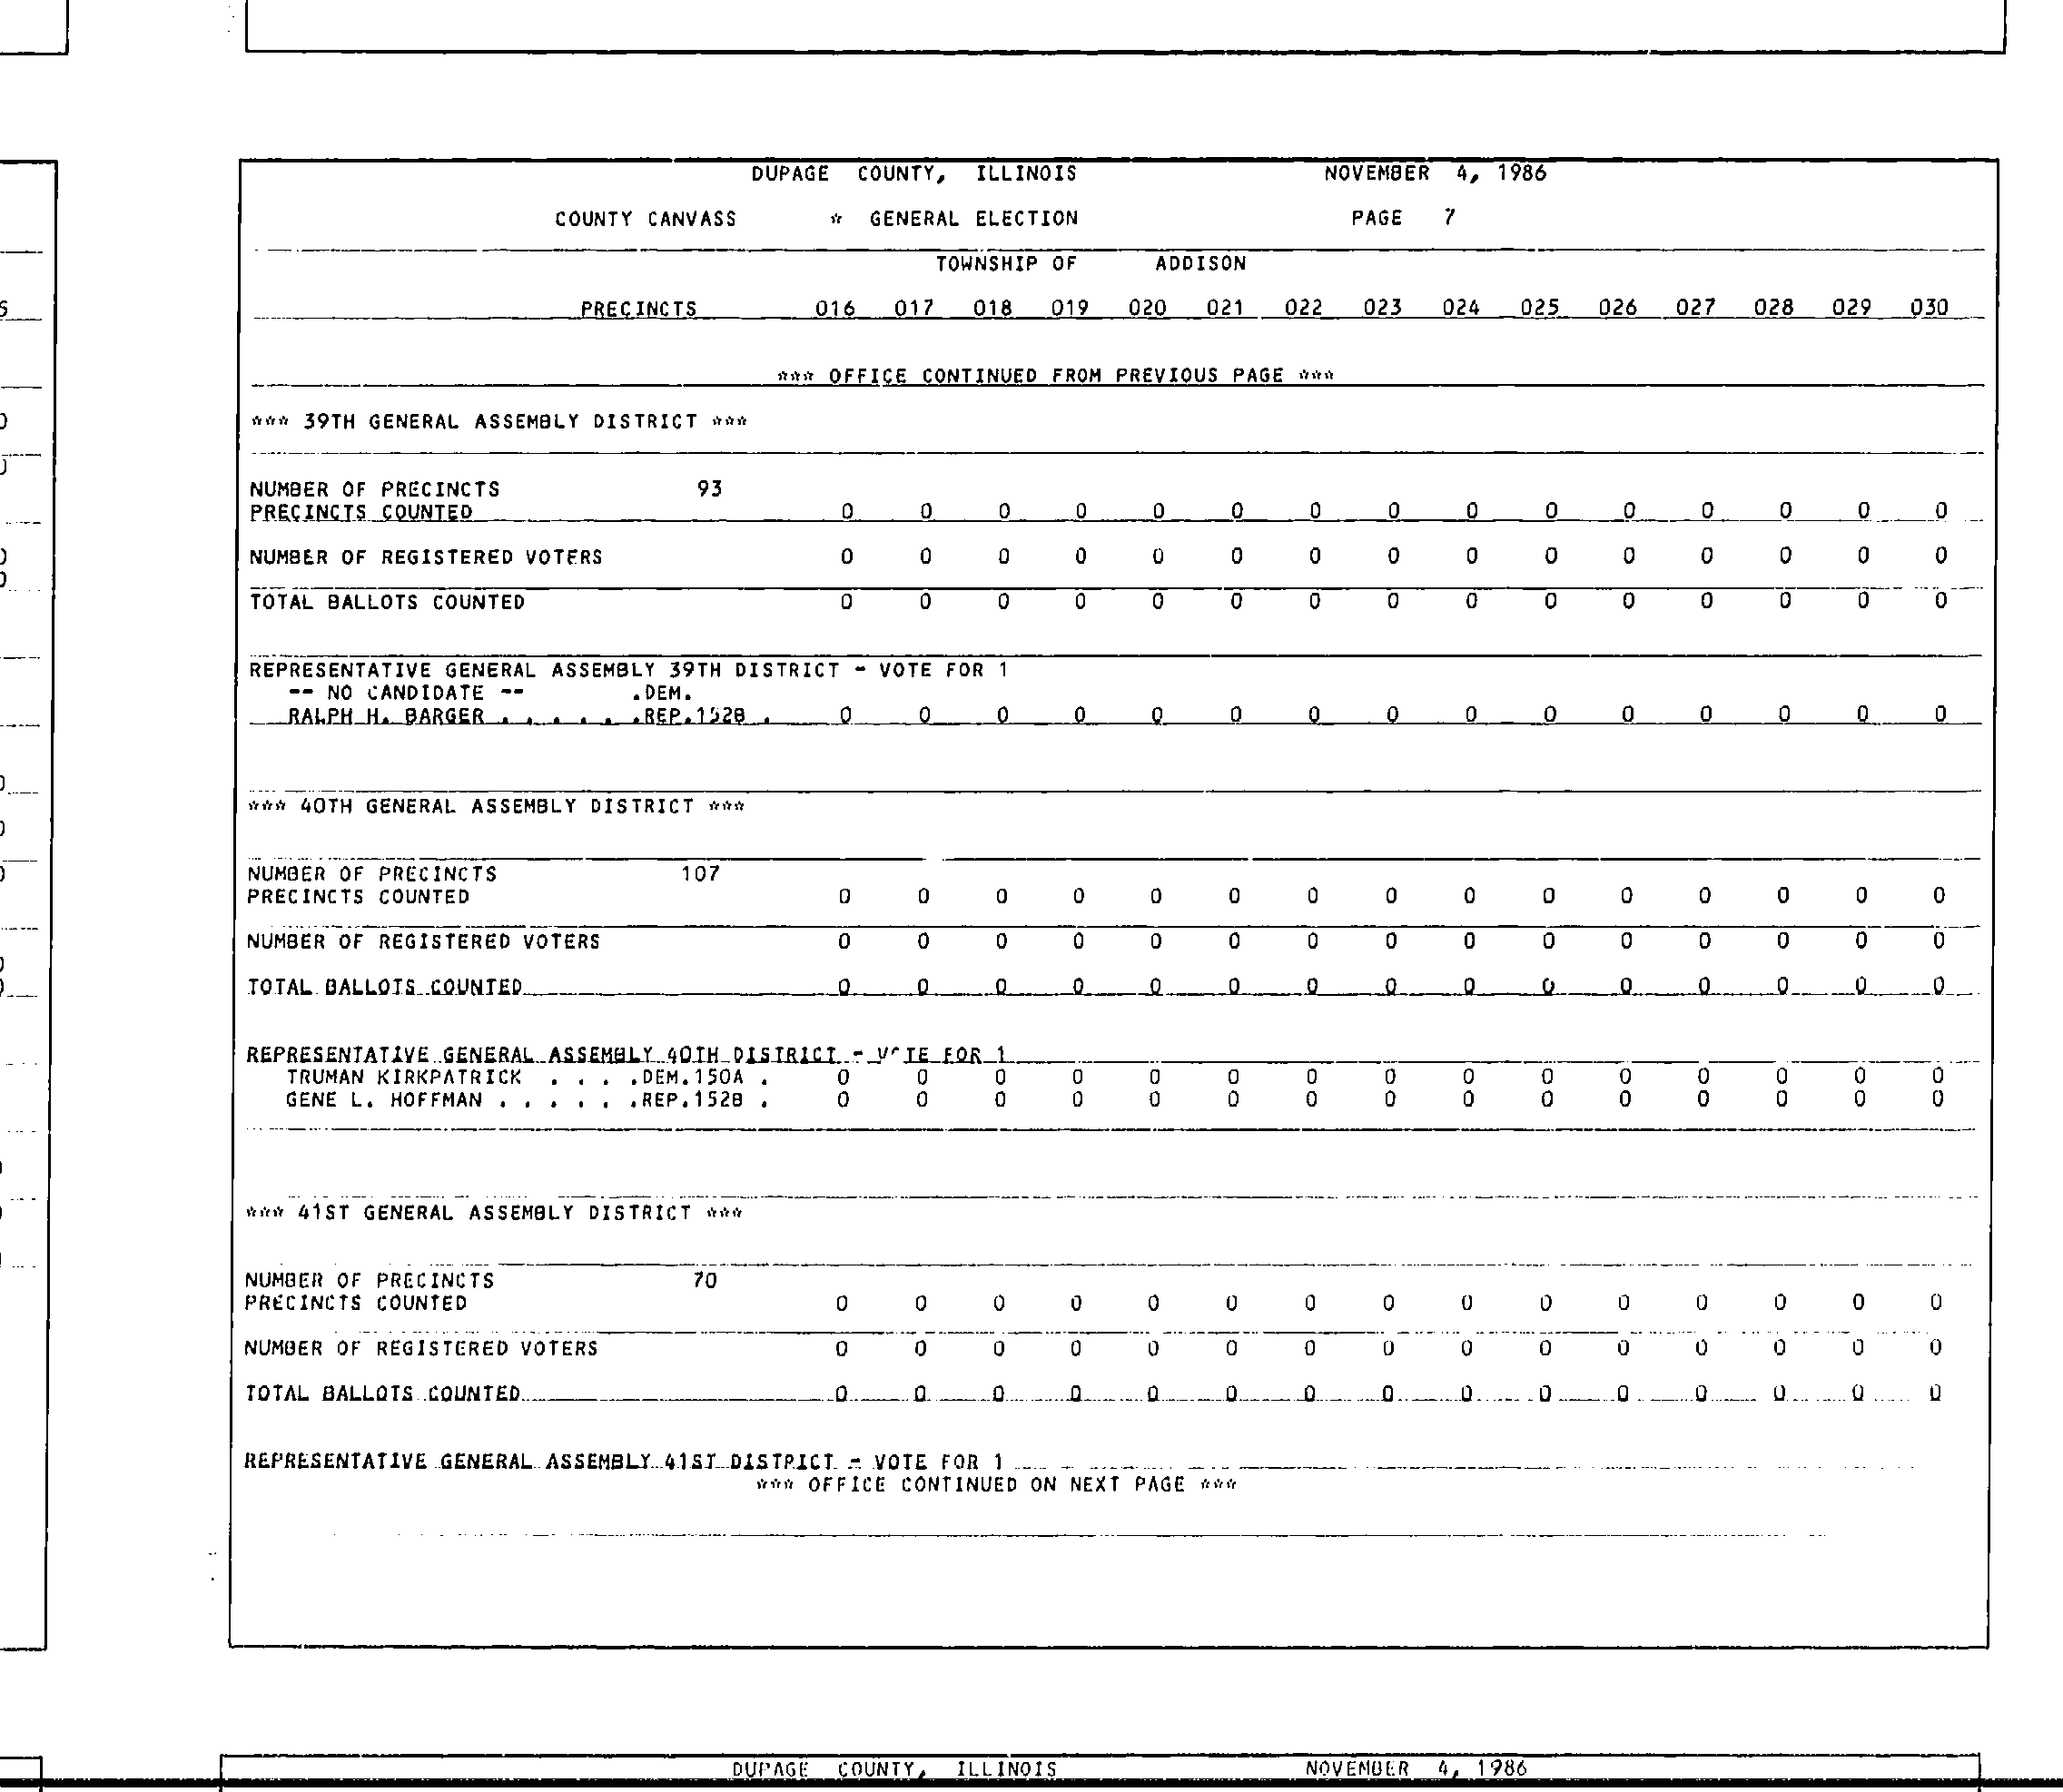 DUPAGE COUNTY, ILLINOIS NOVEMBER 4, 1986
COUNTY CANVASS * GENERAL ELECTION PAGE 7
TOWNSHIP OF ADDISON
PRECINCTS 016 017 018 019 020 021 022 023 024 025 026 027 028 029 030
*** OFFICE CONTINUED FROM PREVIOUS PAGE ***
*** 39TH GENERAL ASSEMBLY DISTRICT ***
NUMBER OF PRECINCTS 93
PRECINCTS COUNTED 0 0 0 0 0 0 0 0 0 0 0 0 0 0 0
NUMBER OF REGISTERED VOTERS 0 0 0 0 0 0 0 0 0 0 0 0 0 0 0
TOTAL BALLOTS COUNTED 0 0 0 0 0 0 0 0 0 0 0 0 0 0 0
REPRESENTATIVE GENERAL ASSEMBLY 39TH DISTRICT - VOTE FOR 1
-- NO CANDIDATE -- .DEM.
RALPH H. BARGER . . . . . .REP.152B . 0 0 0 0 0 0 0 0 0 0 0 0 0 0 0
*** 40TH GENERAL ASSEMBLY DISTRICT ***
NUMBER OF PRECINCTS 107
PRECINCTS COUNTED 0 0 0 0 0 0 0 0 0 0 0 0 0 0 0
NUMBER OF REGISTERED VOTERS 0 0 0 0 0 0 0 0 0 0 0 0 0 0 0
TOTAL BALLOTS COUNTED 0 0 0 0 0 0 0 0 0 0 0 0 0 0 0
REPRESENTATIVE GENERAL ASSEMBLY 40TH DISTRICT - VOTE FOR 1
TRUMAN KIRKPATRICK . . . .DEM.150A . 0 0 0 0 0 0 0 0 0 0 0 0 0 0 0
GENE L. HOFFMAN . . . . . .REP.152B . 0 0 0 0 0 0 0 0 0 0 0 0 0 0 0
*** 41ST GENERAL ASSEMBLY DISTRICT ***
NUMBER OF PRECINCTS 70
PRECINCTS COUNTED 0 0 0 0 0 0 0 0 0 0 0 0 0 0 0
NUMBER OF REGISTERED VOTERS 0 0 0 0 0 0 0 0 0 0 0 0 0 0 0
TOTAL BALLOTS COUNTED 0 0 0 0 0 0 0 0 0 0 0 0 0 0 0
REPRESENTATIVE GENERAL ASSEMBLY 41ST DISTRICT - VOTE FOR 1
*** OFFICE CONTINUED ON NEXT PAGE ***
DUPAGE COUNTY, ILLINOIS NOVEMBER 4, 1986